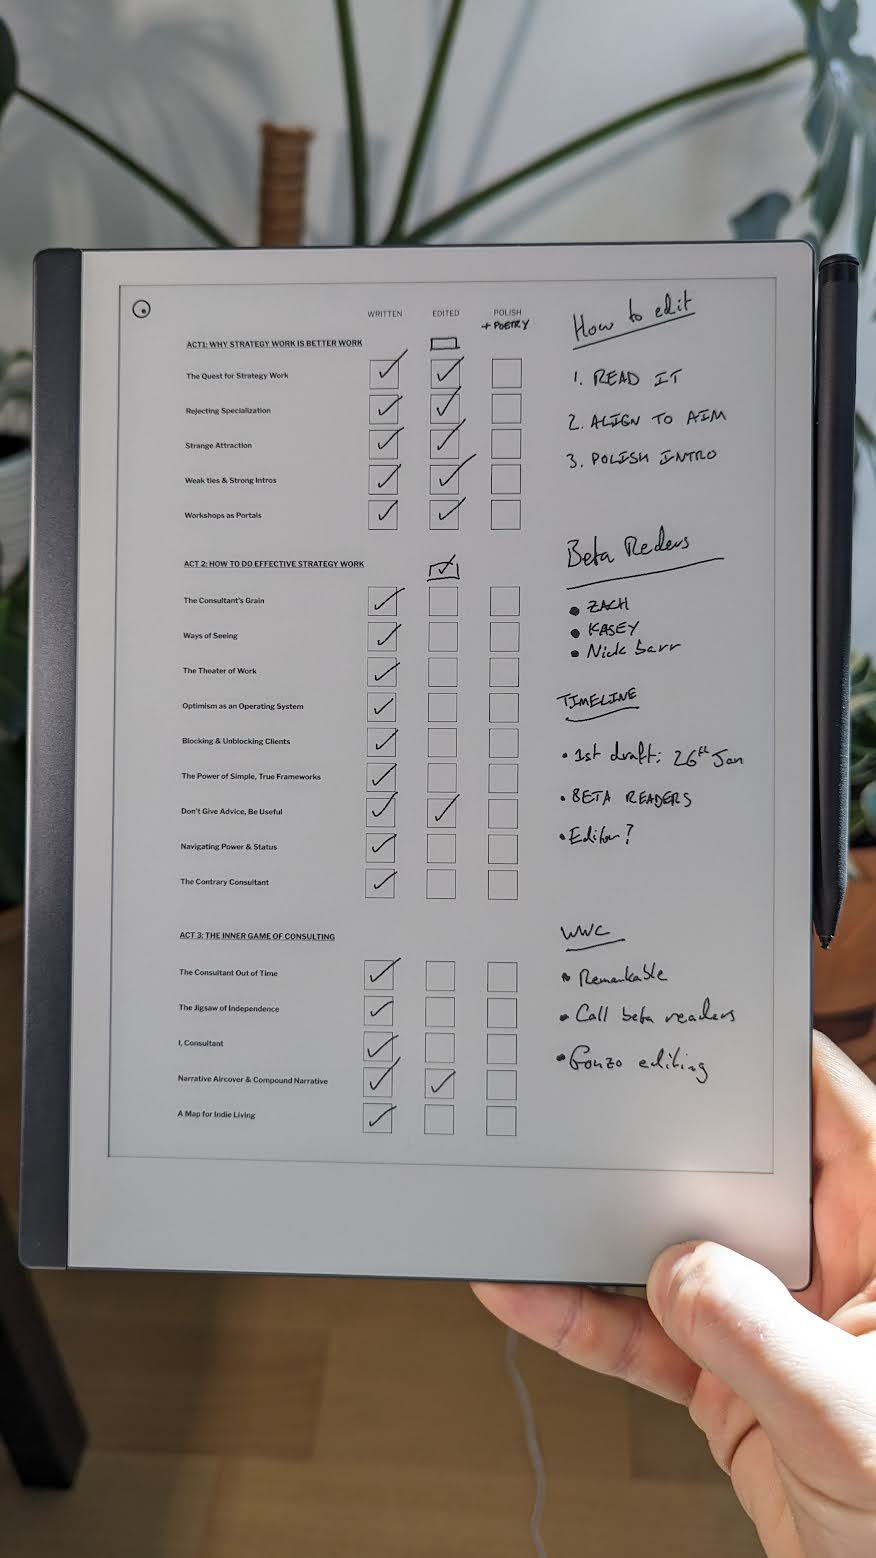 WRITTEN EDITED POLISH
+ POETRY
ACT1: WHY STRATEGY WORK IS BETTER WORK
The Quest for Strategy Work
Rejecting Specialization
Strange Attraction
Weak ties & Strong Intros
Workshops as Portals
ACT 2: HOW TO DO EFFECTIVE STRATEGY WORK
The Consultant's Grain
Ways of Seeing
The Theater of Work
Optimism as an Operating System
Blocking & Unblocking Clients
The Power of Simple, True Frameworks
Don't Give Advice, Be Useful
Navigating Power & Status
The Contrary Consultant
ACT 3: THE INNER GAME OF CONSULTING
The Consultant Out of Time
The Jigsaw of Independence
I, Consultant
Narrative Aircover & Compound Narrative
A Map for Indie Living
How to edit
1. READ IT
2. ALIGN TO AIM
3. POLISH INTRO
Beta Reders
• ZACH
• KASEY
• Nick barr
TIMELINE
• 1st draft: 26th Jan
• BETA READERS
• Editor?
WWC
• Remarkable
• Call beta readers
• Gonzo editing